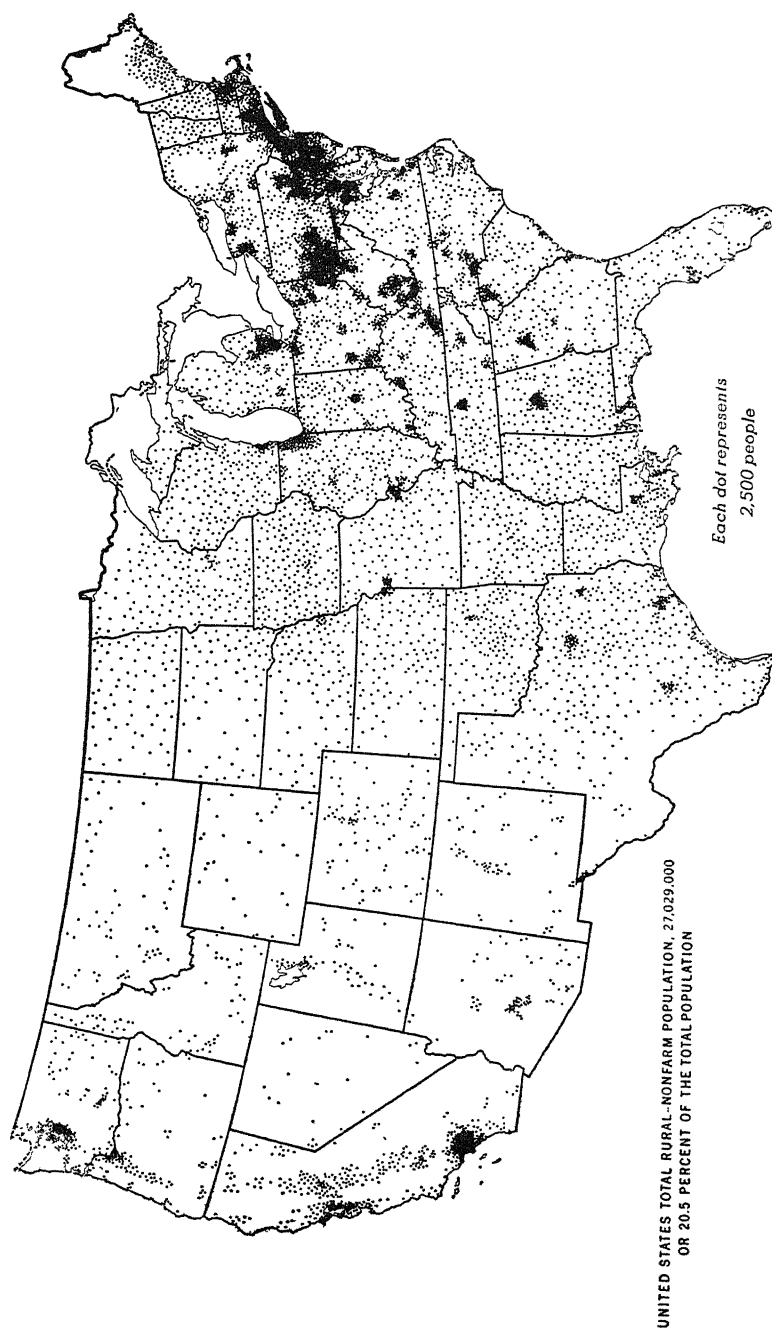 Each dot represents
2,500 people
UNITED STATES TOTAL RURAL-NONFARM POPULATION, 27,029,000
OR 20.5 PERCENT OF THE TOTAL POPULATION